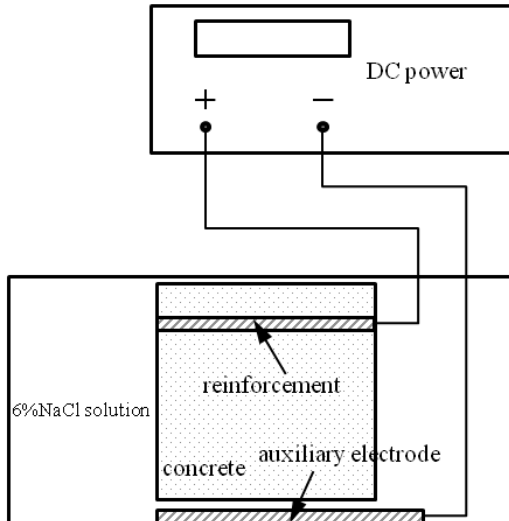 DC power
+ −
reinforcement
6%NaCl solution
auxiliary electrode
concrete